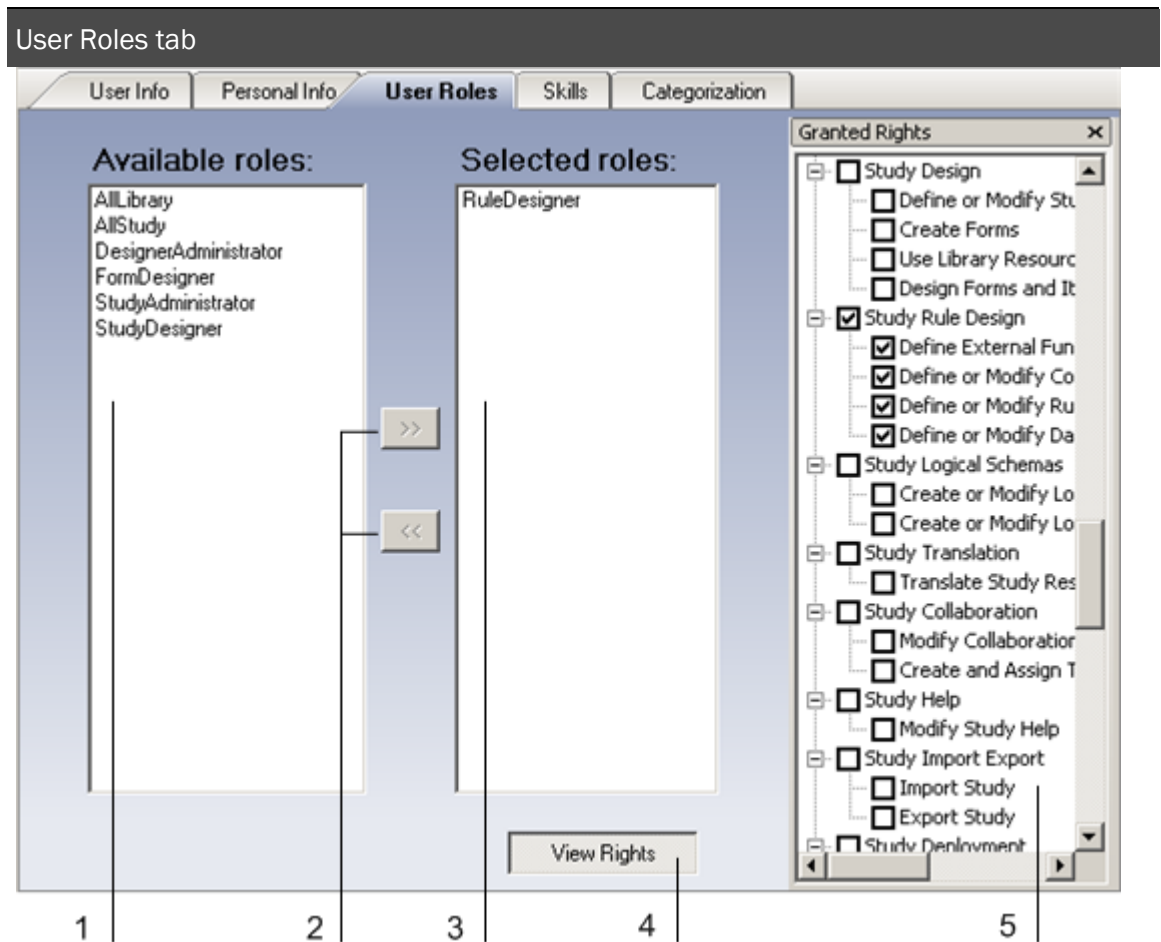 User Roles tab
User Info Personal Info User Roles Skills Categorization
Available roles:
AllLibrary
AllStudy
DesignerAdministrator
FormDesigner
StudyAdministrator
StudyDesigner
>>
<<
Selected roles:
RuleDesigner
View Rights
Granted Rights
Study Design
Define or Modify Stu
Create Forms
Use Library Resourc
Design Forms and It
Study Rule Design
Define External Fun
Define or Modify Co
Define or Modify Ru
Define or Modify Da
Study Logical Schemas
Create or Modify Lo
Create or Modify Lo
Study Translation
Translate Study Res
Study Collaboration
Modify Collaboration
Create and Assign T
Study Help
Modify Study Help
Study Import Export
Import Study
Export Study
Study Deployment
1 2 3 4 5